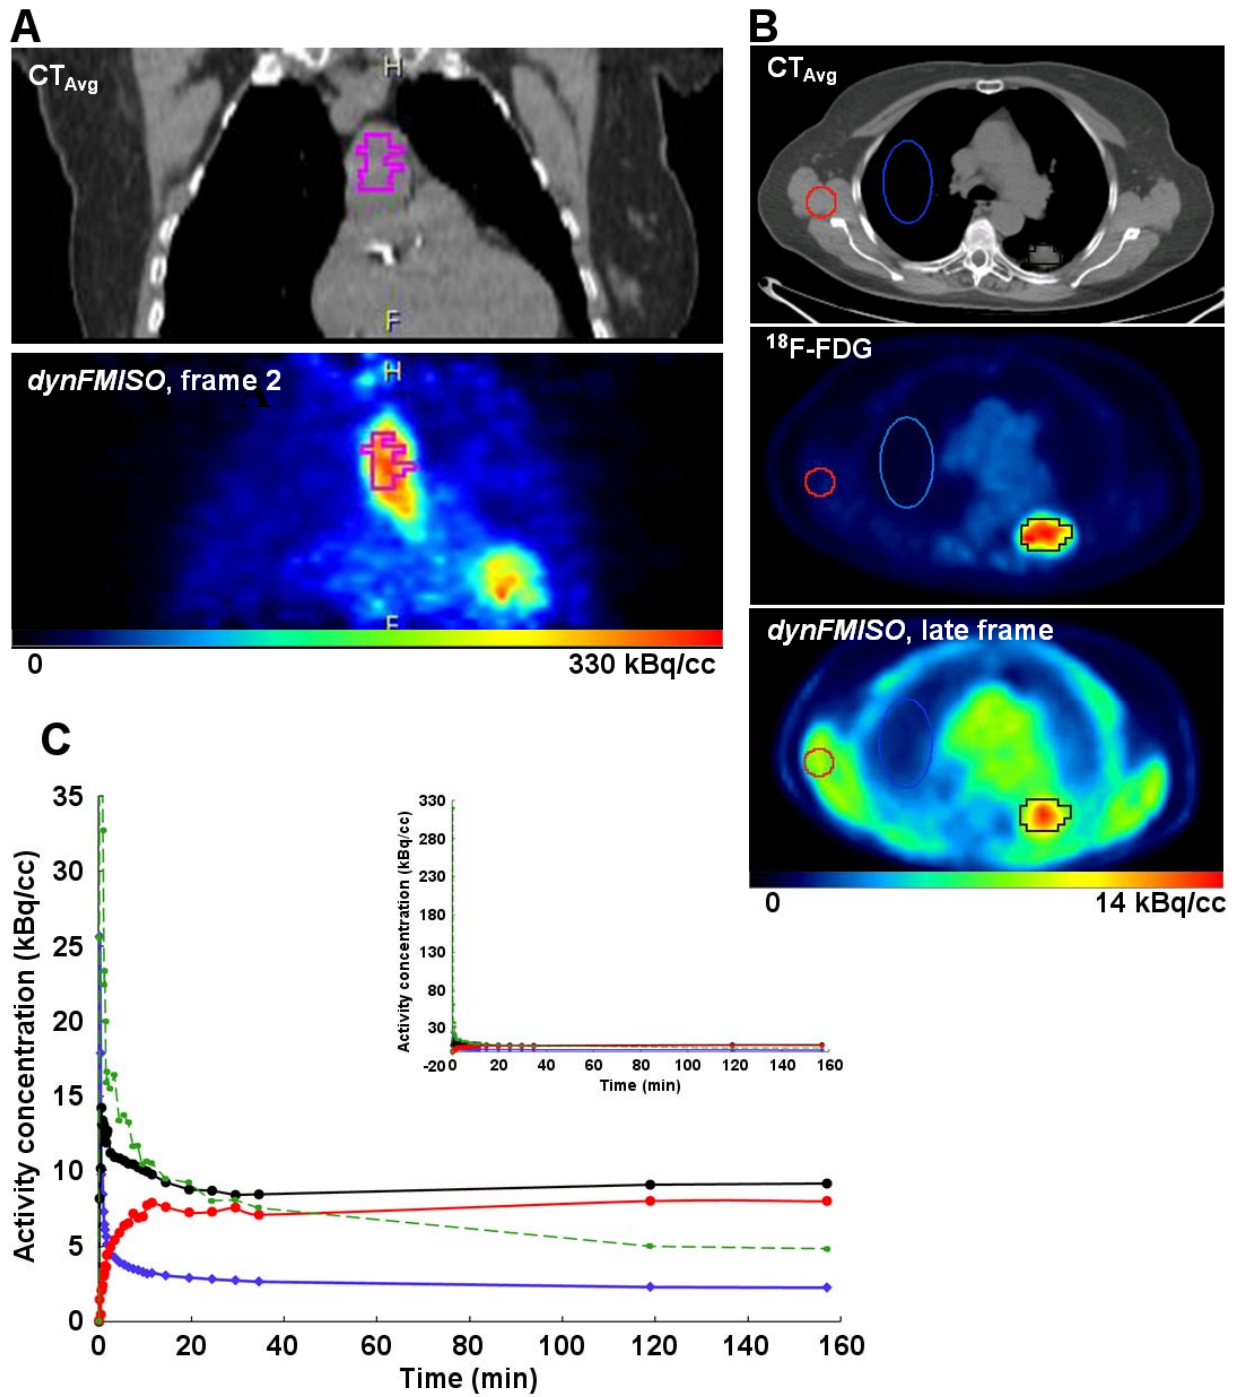 A
B
CT_Avg
H
F
CT_Avg
dynFMISO, frame 2
A
H
F
0
330 kBq/cc
18F-FDG
dynFMISO, late frame
0
14 kBq/cc
C
Activity concentration (kBq/cc)
35
30
25
20
15
10
5
0
0 20 40 60 80 100 120 140 160
Time (min)
Activity concentration (kBq/cc)
330
280
230
180
130
80
30
-20
0 20 40 60 80 100 120 140 160
Time (min)